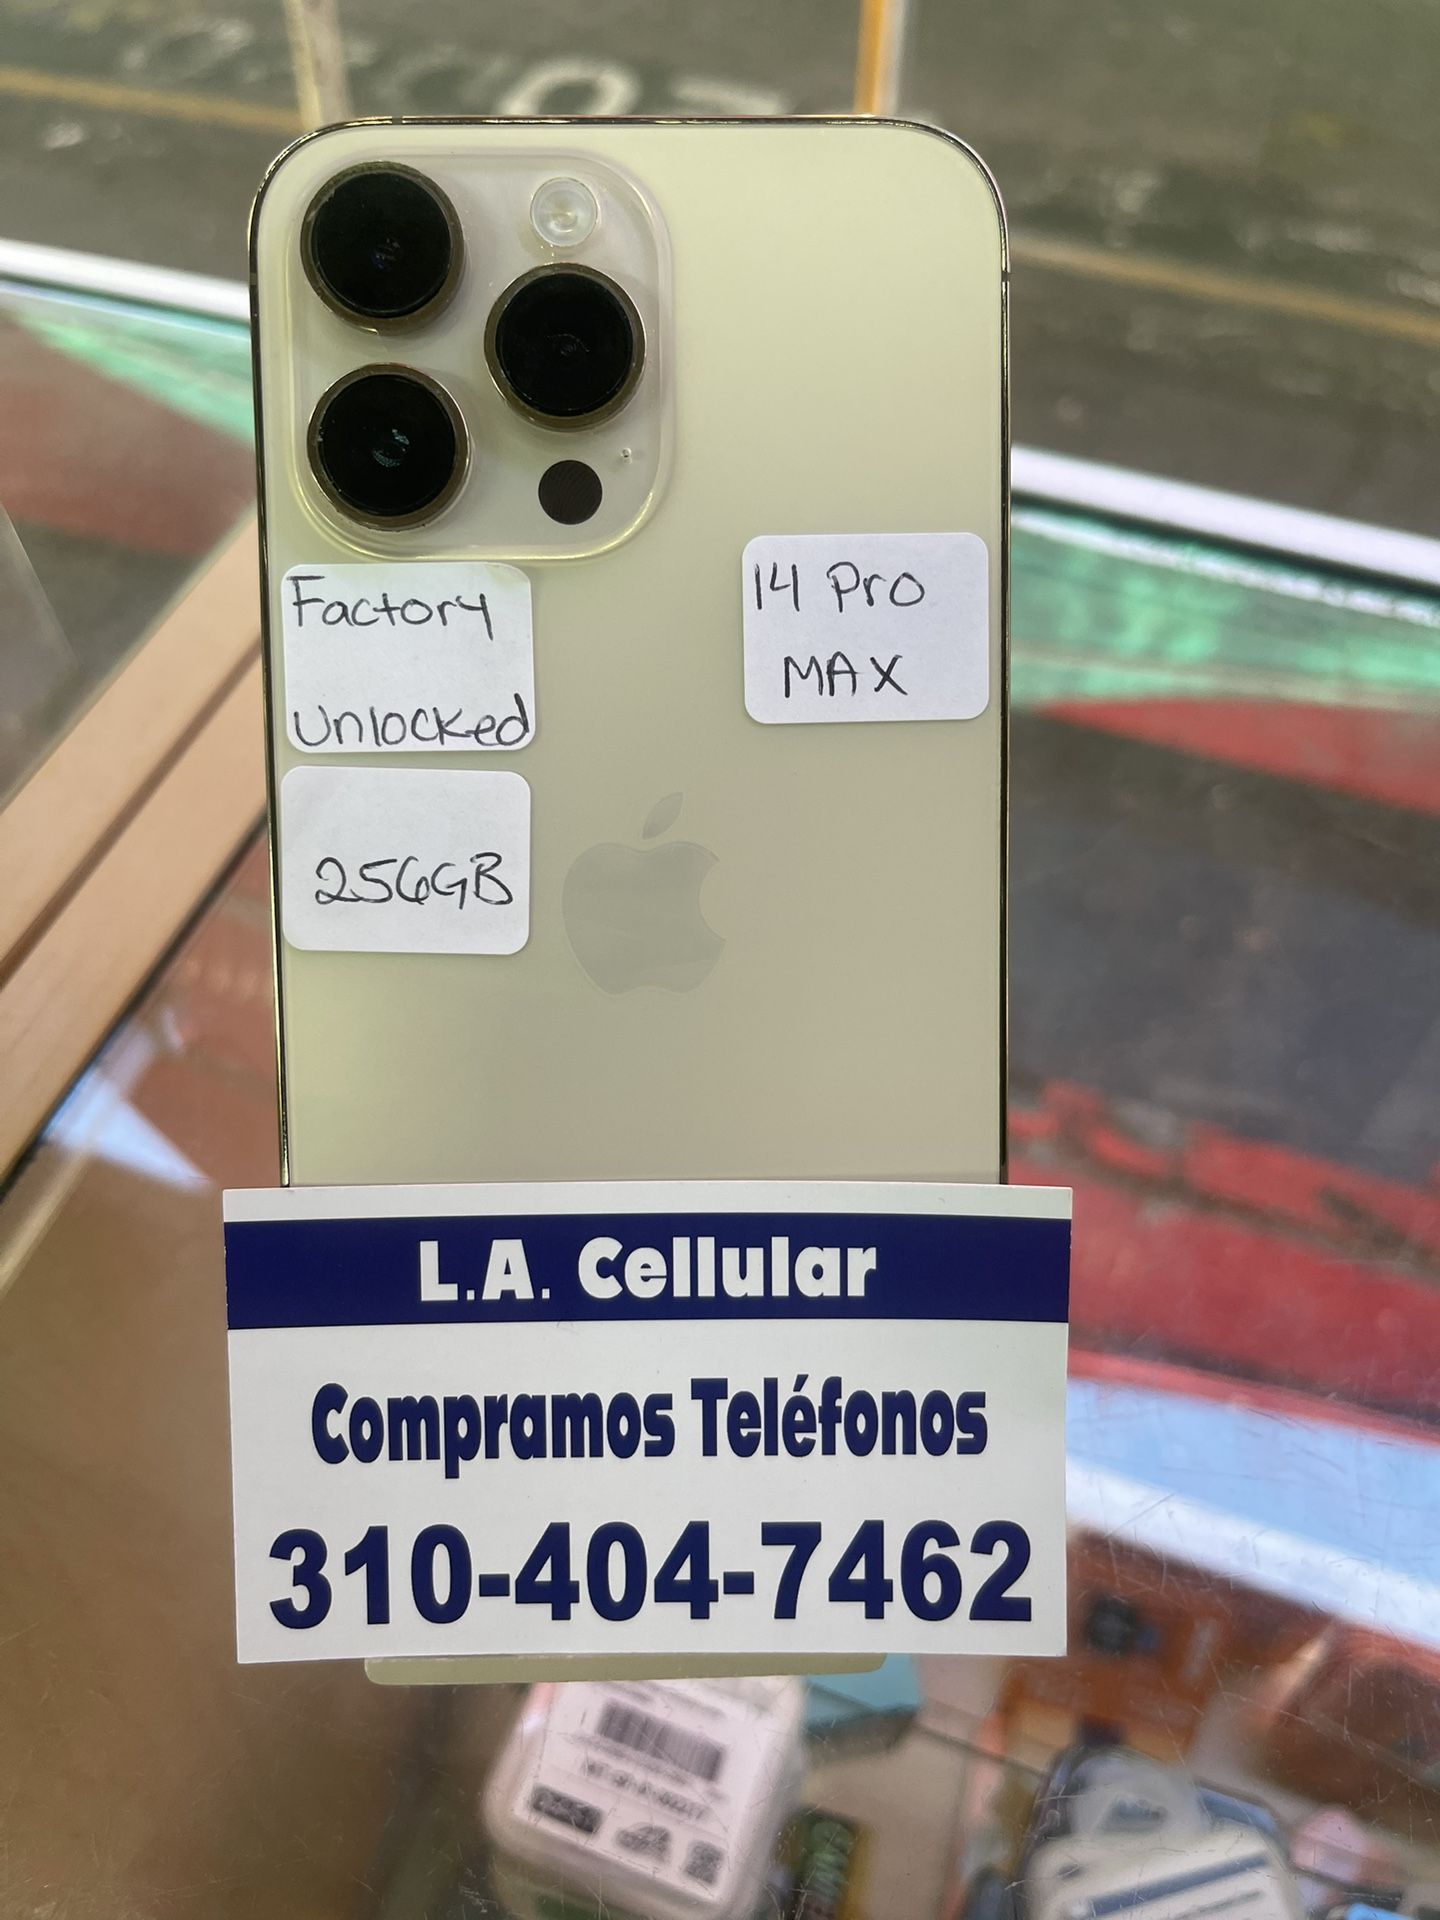 Factory
Unlocked
14 Pro
MAX
256GB
L.A. Cellular
Compramos Teléfonos
310-404-7462